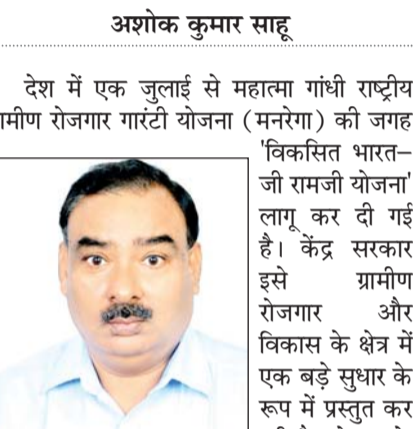 अशोक कुमार साहू
देश में एक जुलाई से महात्मा गांधी राष्ट्रीय
रोजगार गारंटी योजना (मनरेगा) की जगह
'विकसित भारत–
जी रामजी योजना'
लागू कर दी गई
है। केंद्र सरकार
इसे ग्रामीण
रोजगार और
विकास के क्षेत्र में
एक बड़े सुधार के
रूप में प्रस्तुत कर